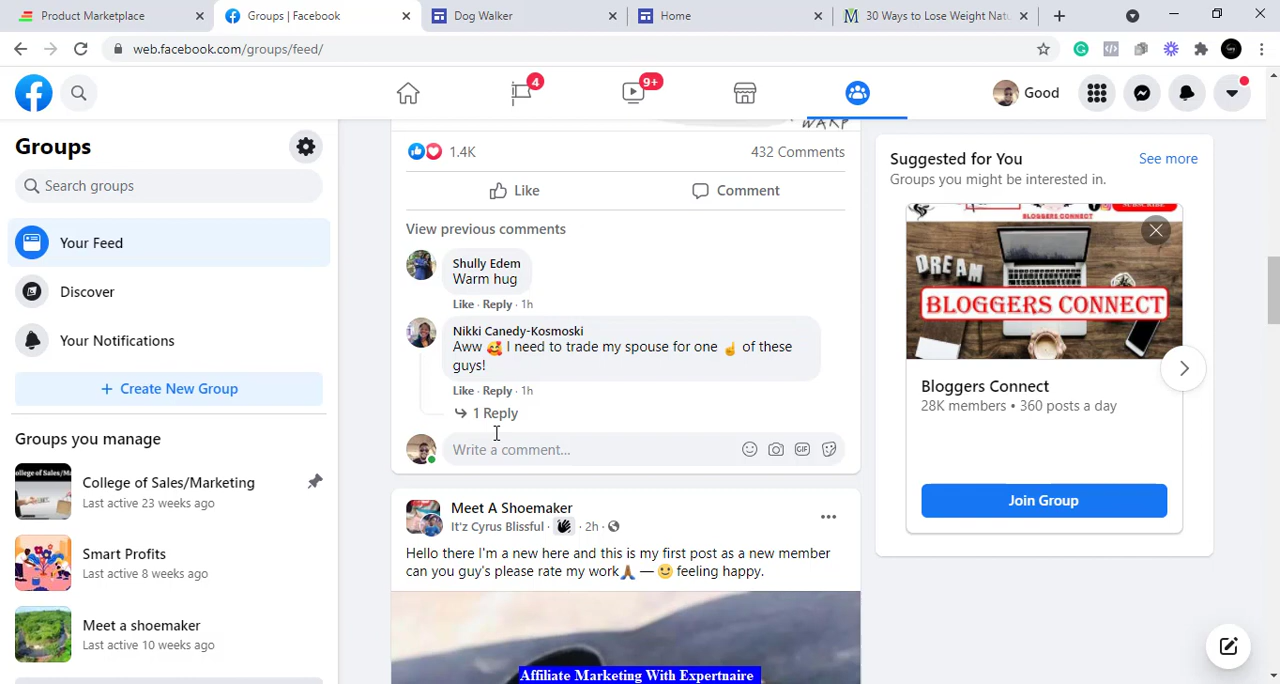 Product Marketplace
Groups | Facebook
Dog Walker
Home
30 Ways to Lose Weight Nat
web.facebook.com/groups/feed/
4
9+
Good
Groups
Search groups
Your Feed
Discover
Your Notifications
+ Create New Group
Groups you manage
College of Sales/Marketing
Last active 23 weeks ago
Smart Profits
Last active 8 weeks ago
Meet a shoemaker
Last active 10 weeks ago
WARP
1.4K
432 Comments
Like
Comment
View previous comments
Shully Edem
Warm hug
Like · Reply · 1h
Nikki Canedy-Kosmoski
Aww 🥰 I need to trade my spouse for one ☝ of these
guys!
Like · Reply · 1h
1 Reply
Write a comment...
GIF
Meet A Shoemaker
It'z Cyrus Blissful · 2h ·
Hello there I'm a new here and this is my first post as a new member
can you guy's please rate my work🙏🏾 — 🙂 feeling happy.
Affiliate Marketing With Expertnaire
Suggested for You
See more
Groups you might be interested in.
BLOGGERS CONNECT
DREAM
BLOGGERS CONNECT
Bloggers Connect
28K members • 360 posts a day
Join Group